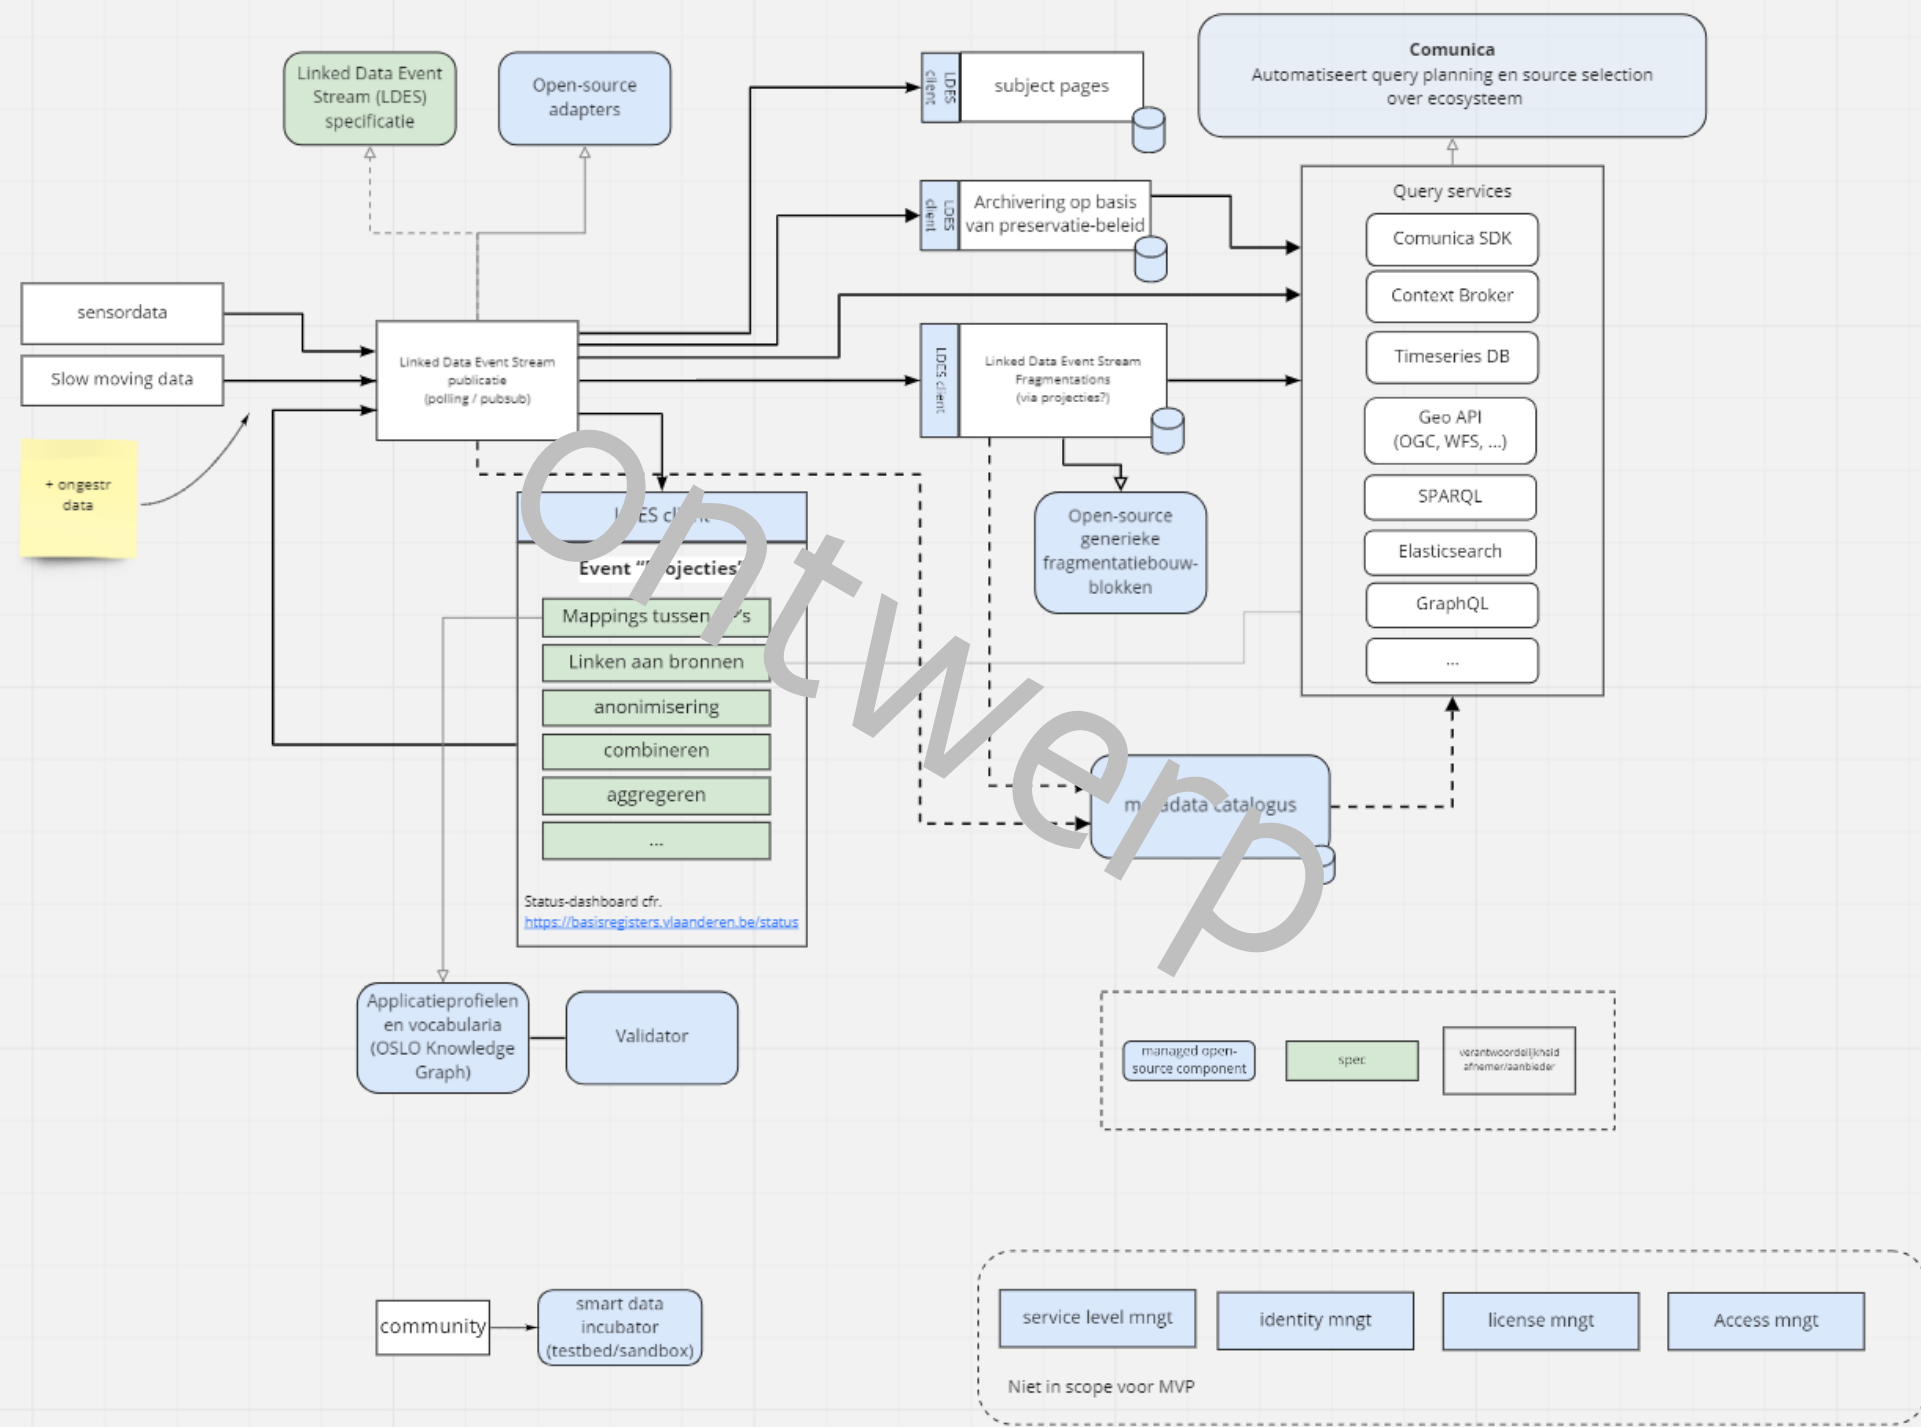 Linked Data Event
Stream (LDES)
specificatie
Open-source
adapters
LDES
client
subject pages
Comunica
Automatiseert query planning en source selection
over ecosysteem
LDES
client
Archivering op basis
van preservatie-beleid
Query services
Comunica SDK
Context Broker
Timeseries DB
Geo API
(OGC, WFS, ...)
SPARQL
Elasticsearch
GraphQL
...
sensordata
Slow moving data
+ ongestr
data
Linked Data Event Stream
publicatie
(polling / pubsub)
LDES client
Linked Data Event Stream
Fragmentations
(via projecties?)
Open-source
generieke
fragmentatiebouw-
blokken
LDES client
Event “Projecties”
Mappings tussen
Linken aan bronnen
anonimisering
combineren
aggregeren
...
Status-dashboard cfr.
https://basisregisters.vlaanderen.be/status
metadata catalogus
ontwerp
Applicatieprofielen
en vocabularia
(OSLO Knowledge
Graph)
Validator
managed open-
source component
spec
verantwoordelijkheid
afnemer/aanbieder
community
smart data
incubator
(testbed/sandbox)
service level mngt
identity mngt
license mngt
Access mngt
Niet in scope voor MVP